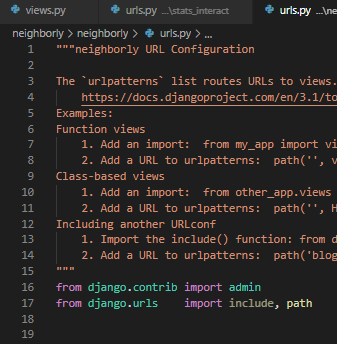 views.py urls.py ...\stats_interact urls.py ...\ne
neighborly > neighborly > urls.py > ...
1 """neighborly URL Configuration
2
3 The `urlpatterns` list routes URLs to views.
4 https://docs.djangoproject.com/en/3.1/to
5 Examples:
6 Function views
7 1. Add an import: from my_app import vi
8 2. Add a URL to urlpatterns: path('', v
9 Class-based views
10 1. Add an import: from other_app.views
11 2. Add a URL to urlpatterns: path('', H
12 Including another URLconf
13 1. Import the include() function: from d
14 2. Add a URL to urlpatterns: path('blog
15 """
16 from django.contrib import admin
17 from django.urls import include, path
18
19